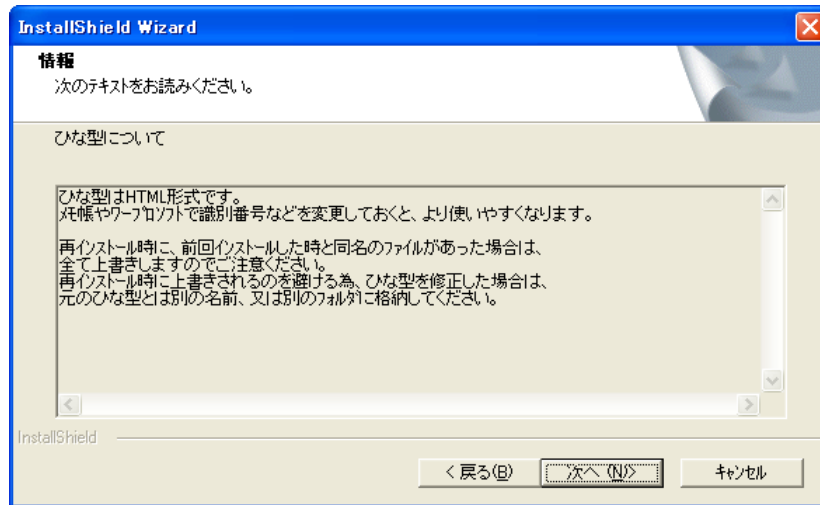 InstallShield Wizard
情報
次のテキストをお読みください。
ひな型について
ひな型はHTML形式です。
メモ帳やワープロソフトで識別番号などを変更しておくと、より使いやすくなります。
再インストール時に、前回インストールした時と同名のファイルがあった場合は、
全て上書きしますのでご注意ください。
再インストール時に上書きされるのを避ける為、ひな型を修正した場合は、
元のひな型とは別の名前、又は別のフォルダに格納してください。
InstallShield
< 戻る(B)
次へ (N)>
キャンセル